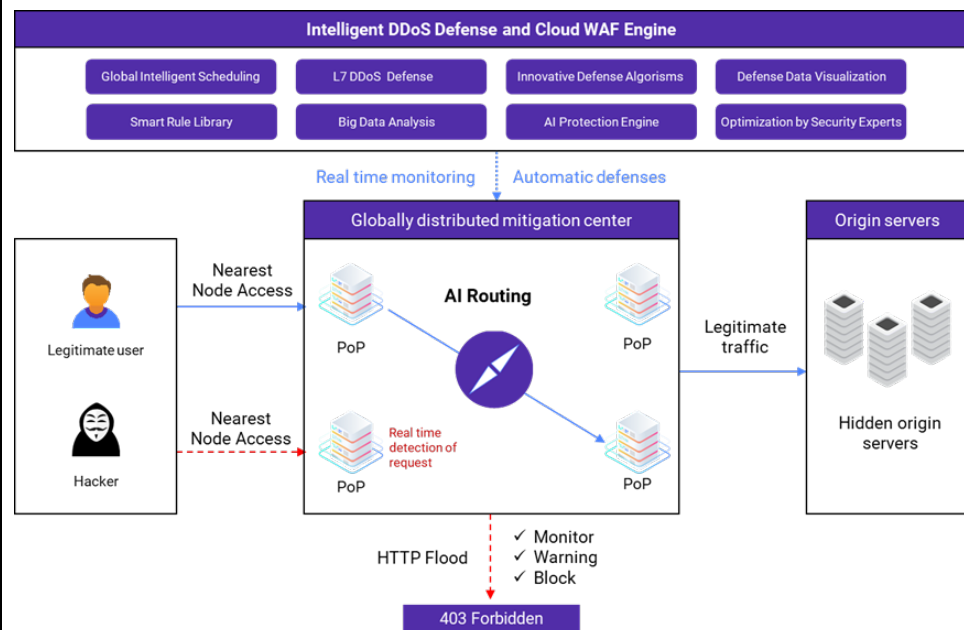 Intelligent DDoS Defense and Cloud WAF Engine
Global Intelligent Scheduling
L7 DDoS Defense
Innovative Defense Algorisms
Defense Data Visualization
Smart Rule Library
Big Data Analysis
AI Protection Engine
Optimization by Security Experts
Real time monitoring
Automatic defenses
Globally distributed mitigation center
Origin servers
Legitimate user
Hacker
Nearest
Node Access
Nearest
Node Access
PoP
AI Routing
PoP
PoP
Real time
detection of
request
PoP
Legitimate
traffic
Hidden origin
servers
HTTP Flood
✓ Monitor
✓ Warning
✓ Block
403 Forbidden